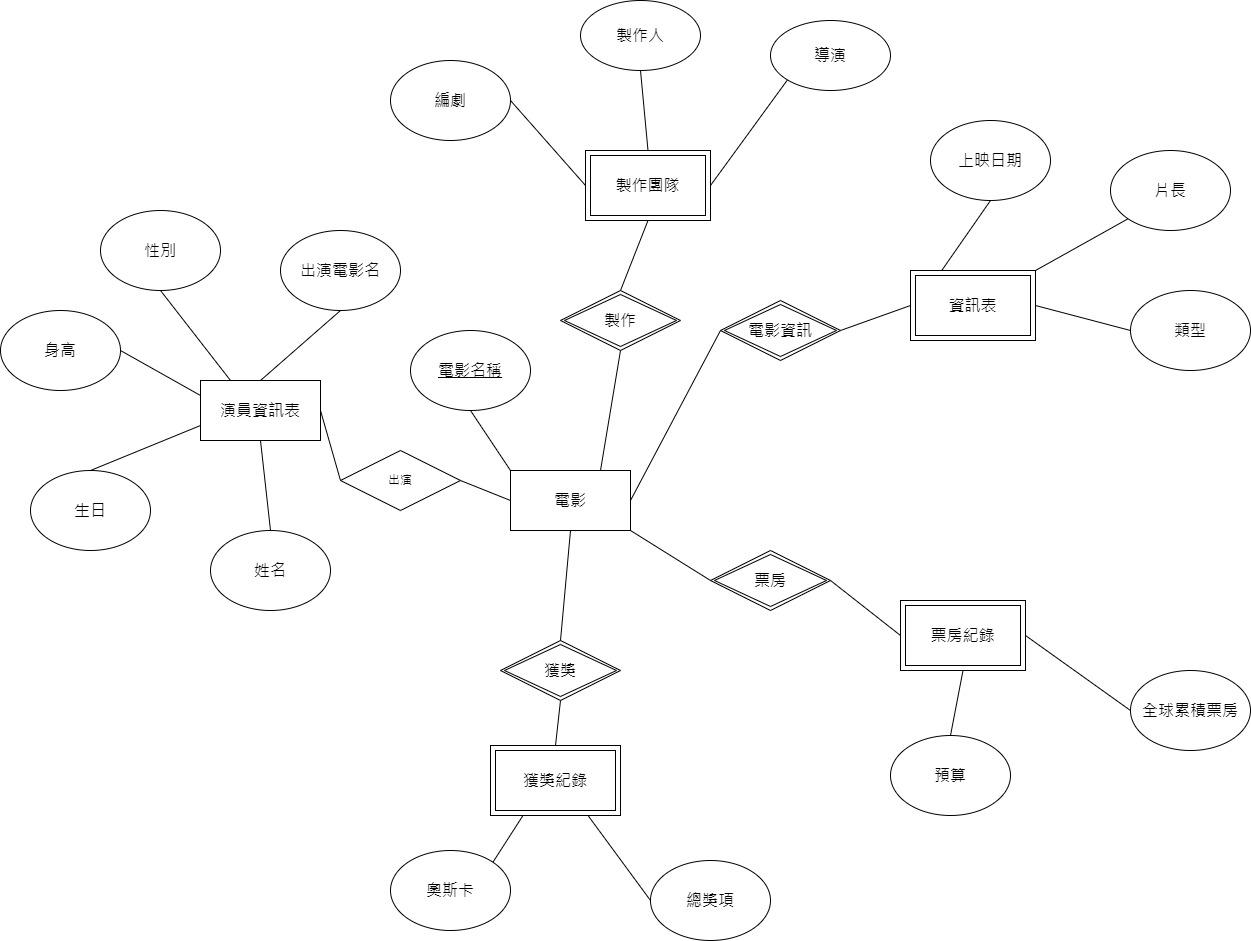 製作人
導演
編劇
製作團隊
上映日期
片長
性別
出演電影名
資訊表
製作
電影資訊
類型
身高
電影名稱
演員資訊表
出演
電影
生日
姓名
票房
票房紀錄
獲獎
全球累積票房
獲獎紀錄
預算
奧斯卡
總獎項